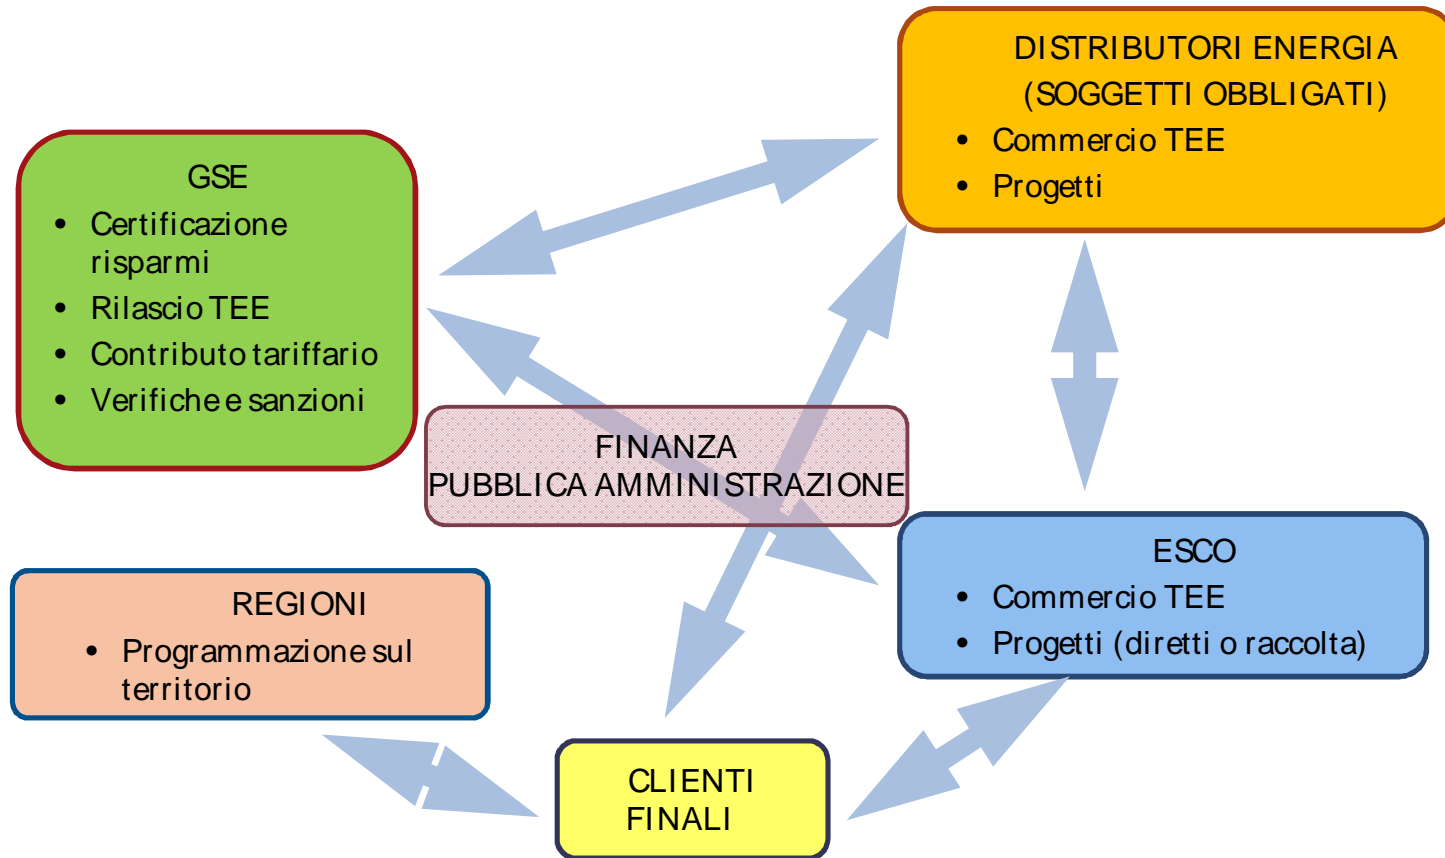 DISTRIBUTORI ENERGIA
(SOGGETTI OBBLIGATI)
• Commercio TEE
• Progetti
GSE
• Certificazione
risparmi
• Rilascio TEE
• Contributo tariffario
• Verifiche e sanzioni
FINANZA
PUBBLICA AMMINISTRAZIONE
ESCO
• Commercio TEE
• Progetti (diretti o raccolta)
REGIONI
• Programmazione sul
territorio
CLIENTI
FINALI